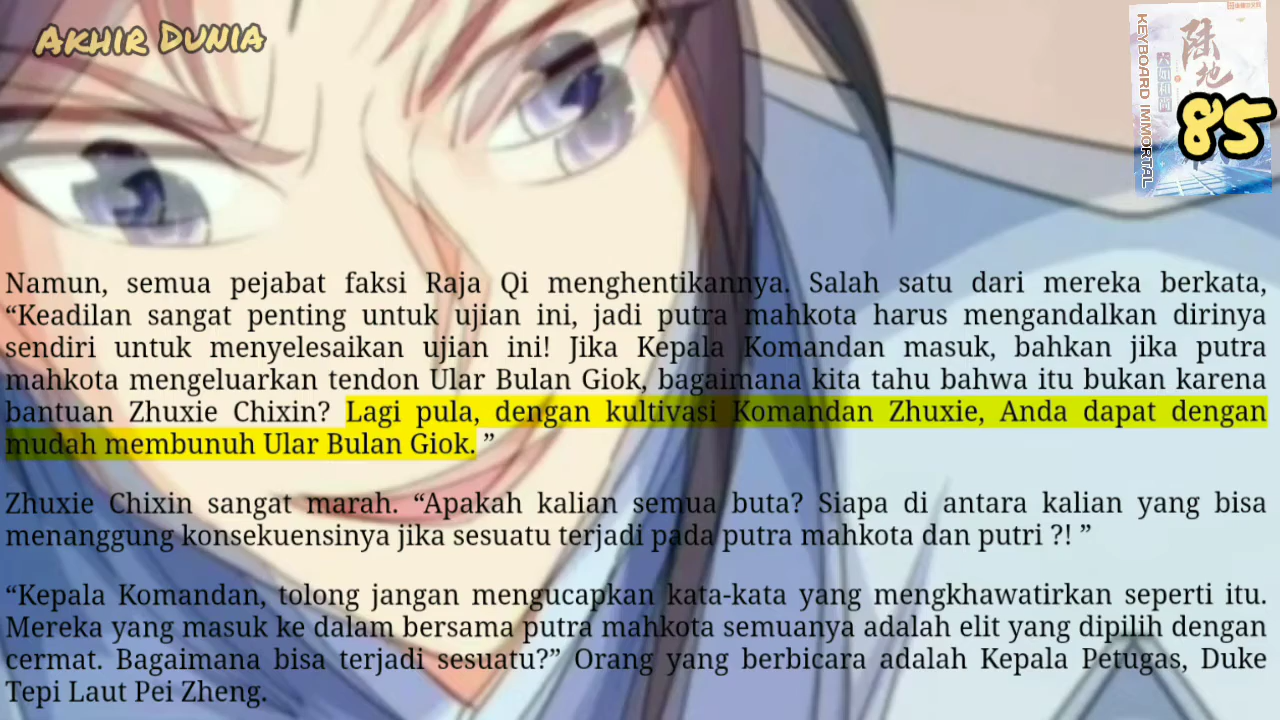 Akhir Dunia
KEYBOARD IMMORTAL
陆地
85
Namun, semua pejabat faksi Raja Qi menghentikannya. Salah satu dari mereka berkata,
“Keadilan sangat penting untuk ujian ini, jadi putra mahkota harus mengandalkan dirinya
sendiri untuk menyelesaikan ujian ini! Jika Kepala Komandan masuk, bahkan jika putra
mahkota mengeluarkan tendon Ular Bulan Giok, bagaimana kita tahu bahwa itu bukan karena
bantuan Zhuxie Chixin? Lagi pula, dengan kultivasi Komandan Zhuxie, Anda dapat dengan
mudah membunuh Ular Bulan Giok. ”
Zhuxie Chixin sangat marah. “Apakah kalian semua buta? Siapa di antara kalian yang bisa
menanggung konsekuensinya jika sesuatu terjadi pada putra mahkota dan putri ?! ”
“Kepala Komandan, tolong jangan mengucapkan kata-kata yang mengkhawatirkan seperti itu.
Mereka yang masuk ke dalam bersama putra mahkota semuanya adalah elit yang dipilih dengan
cermat. Bagaimana bisa terjadi sesuatu?” Orang yang berbicara adalah Kepala Petugas, Duke
Tepi Laut Pei Zheng.